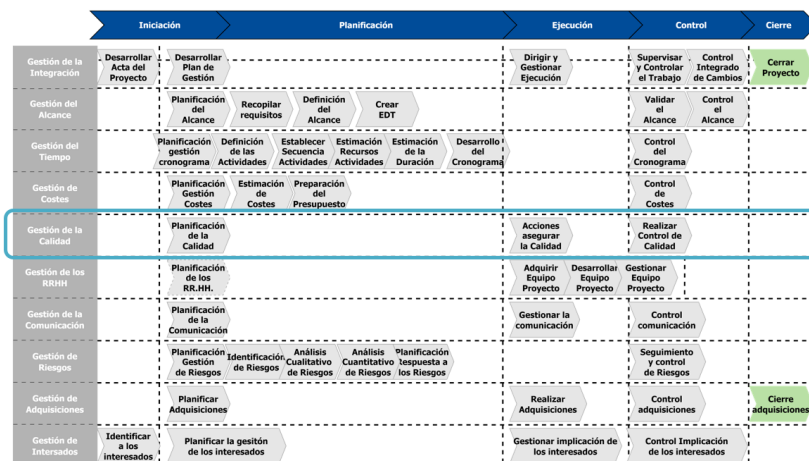 Iniciación
Planificación
Ejecución
Control
Cierre
Gestión de la
Integración
Desarrollar
Acta del
Proyecto
Desarrollar
Plan de
Gestión
Dirigir y
Gestionar
Ejecución
Supervisar
y Controlar
el Trabajo
Control
Integrado
de Cambios
Cerrar
Proyecto
Gestión del
Alcance
Planificación
del
Alcance
Recopilar
requisitos
Definición
del
Alcance
Crear
EDT
Validar
el
Alcance
Control
el
Alcance
Gestión del
Tiempo
Planificación
gestión
cronograma
Definición
de las
Actividades
Establecer
Secuencia
Actividades
Estimación
Recursos
Actividades
Estimación
de la
Duración
Desarrollo
del
Cronograma
Control
del
Cronograma
Gestión de
Costes
Planificación
Gestión
Costes
Estimación
de
Costes
Preparación
del
Presupuesto
Control
de
Costes
Gestión de la
Calidad
Planificación
de la
Calidad
Acciones
asegurar
la Calidad
Realizar
Control de
Calidad
Gestión de los
RRHH
Planificación
de los
RR.HH.
Adquirir
Equipo
Proyecto
Desarrollar
Equipo
Proyecto
Gestionar
Equipo
Proyecto
Gestión de la
Comunicación
Planificación
de la
Comunicación
Gestionar la
comunicación
Control
comunicación
Gestión de
Riesgos
Planificación
Gestión
de Riesgos
Identificación
de Riesgos
Análisis
Cualitativo
de Riesgos
Análisis
Cuantitativo
de Riesgos
Planificación
Respuesta a
los Riesgos
Seguimiento
y control
de Riesgos
Gestión de
Adquisiciones
Planificar
Adquisiciones
Realizar
Adquisiciones
Control
adquisiciones
Cierre
adquisiciones
Gestión de
Intersados
Identificar
a los
interesados
Planificar la gesitón
de los interesados
Gestionar implicación de
los interesados
Control Implicación
de los interesados